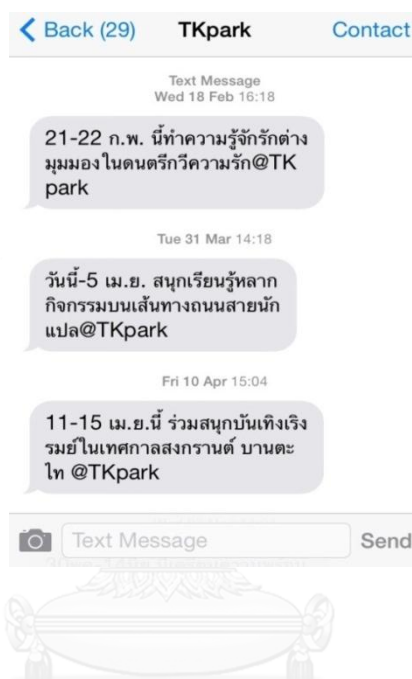 Back (29) TKpark Contact
Text Message
Wed 18 Feb 16:18
21-22 ก.พ. นี้ทำความรู้จักรักต่าง
มุมมองในดนตรีกวีความรัก@TK
park
Tue 31 Mar 14:18
วันนี้-5 เม.ย. สนุกเรียนรู้หลาก
กิจกรรมบนเส้นทางถนนสายนัก
แปล@TKpark
Fri 10 Apr 15:04
11-15 เม.ย.นี้ ร่วมสนุกบันเทิงเริง
รมย์ในเทศกาลสงกรานต์ บานตะ
ไท @TKpark
Text Message Send